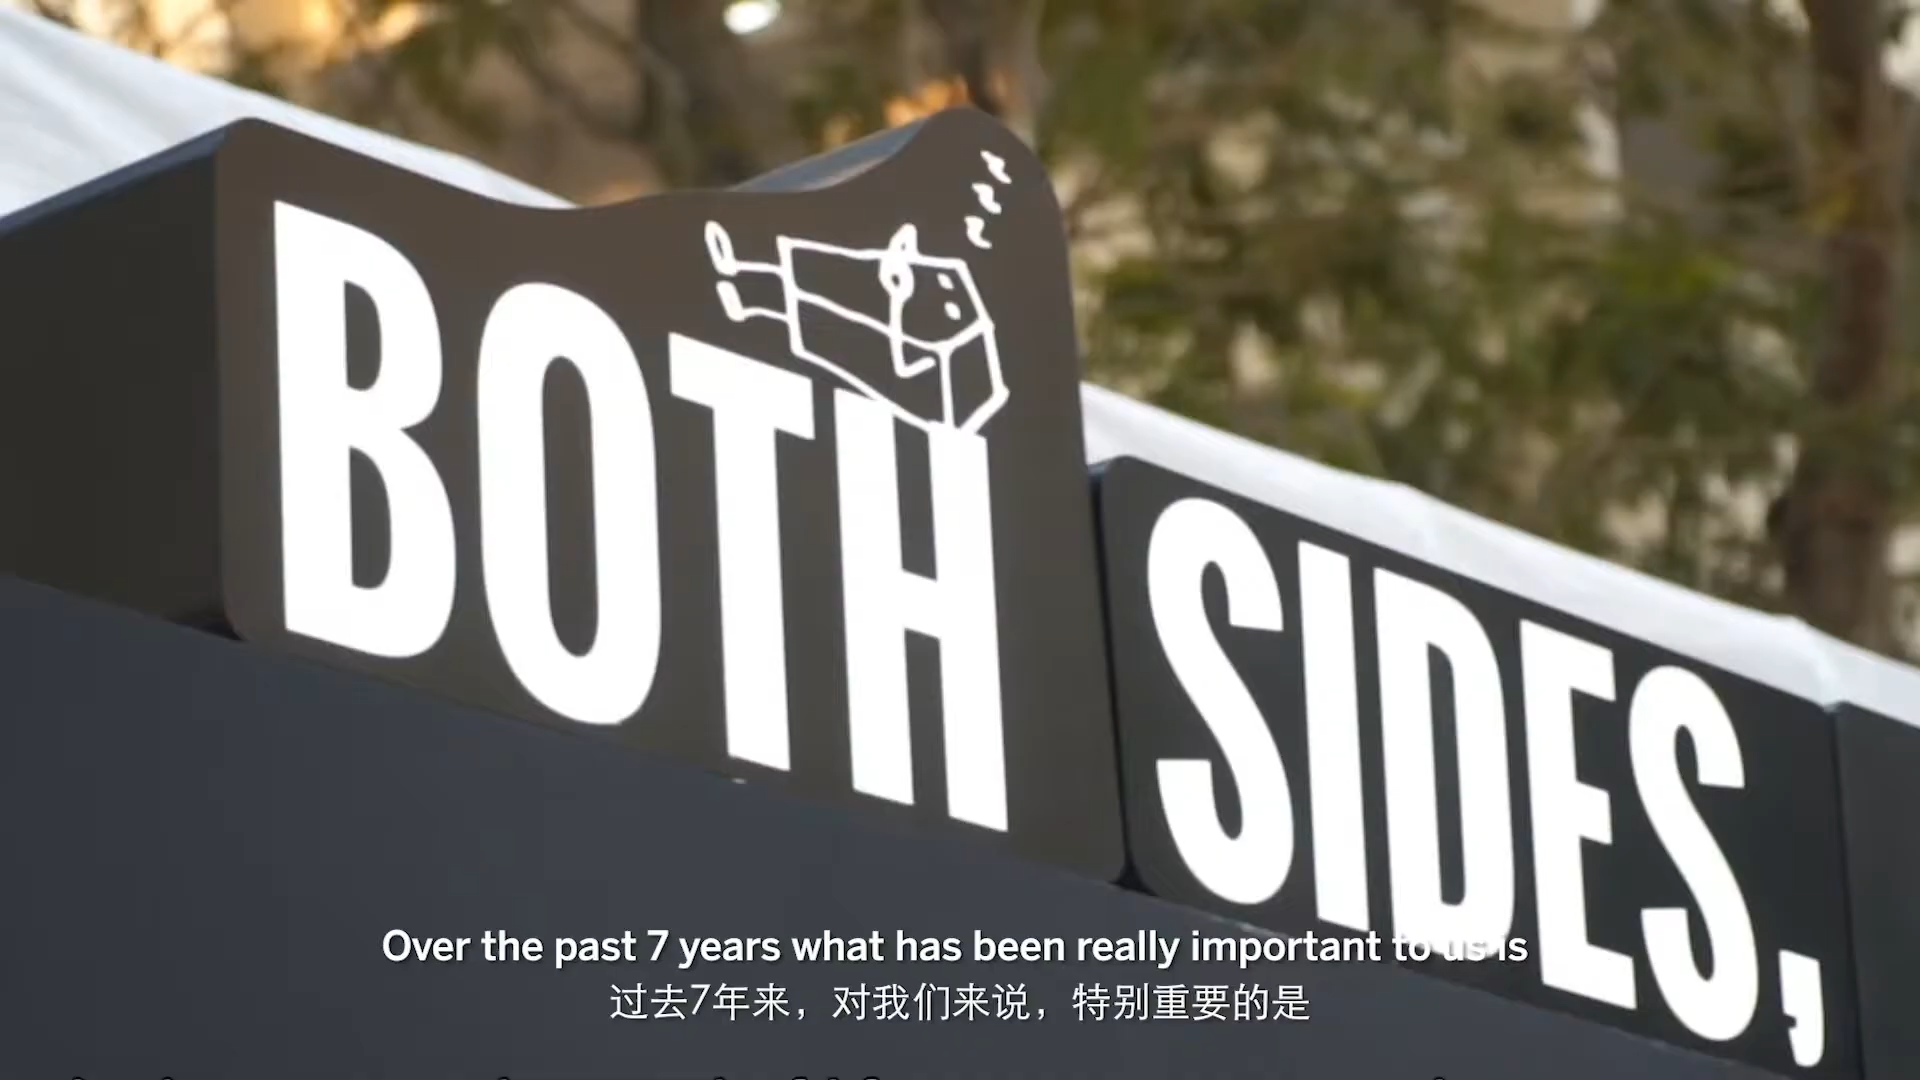 zzz
BOTH SIDES,
Over the past 7 years what has been really important to us is
过去7年来，对我们来说，特别重要的是